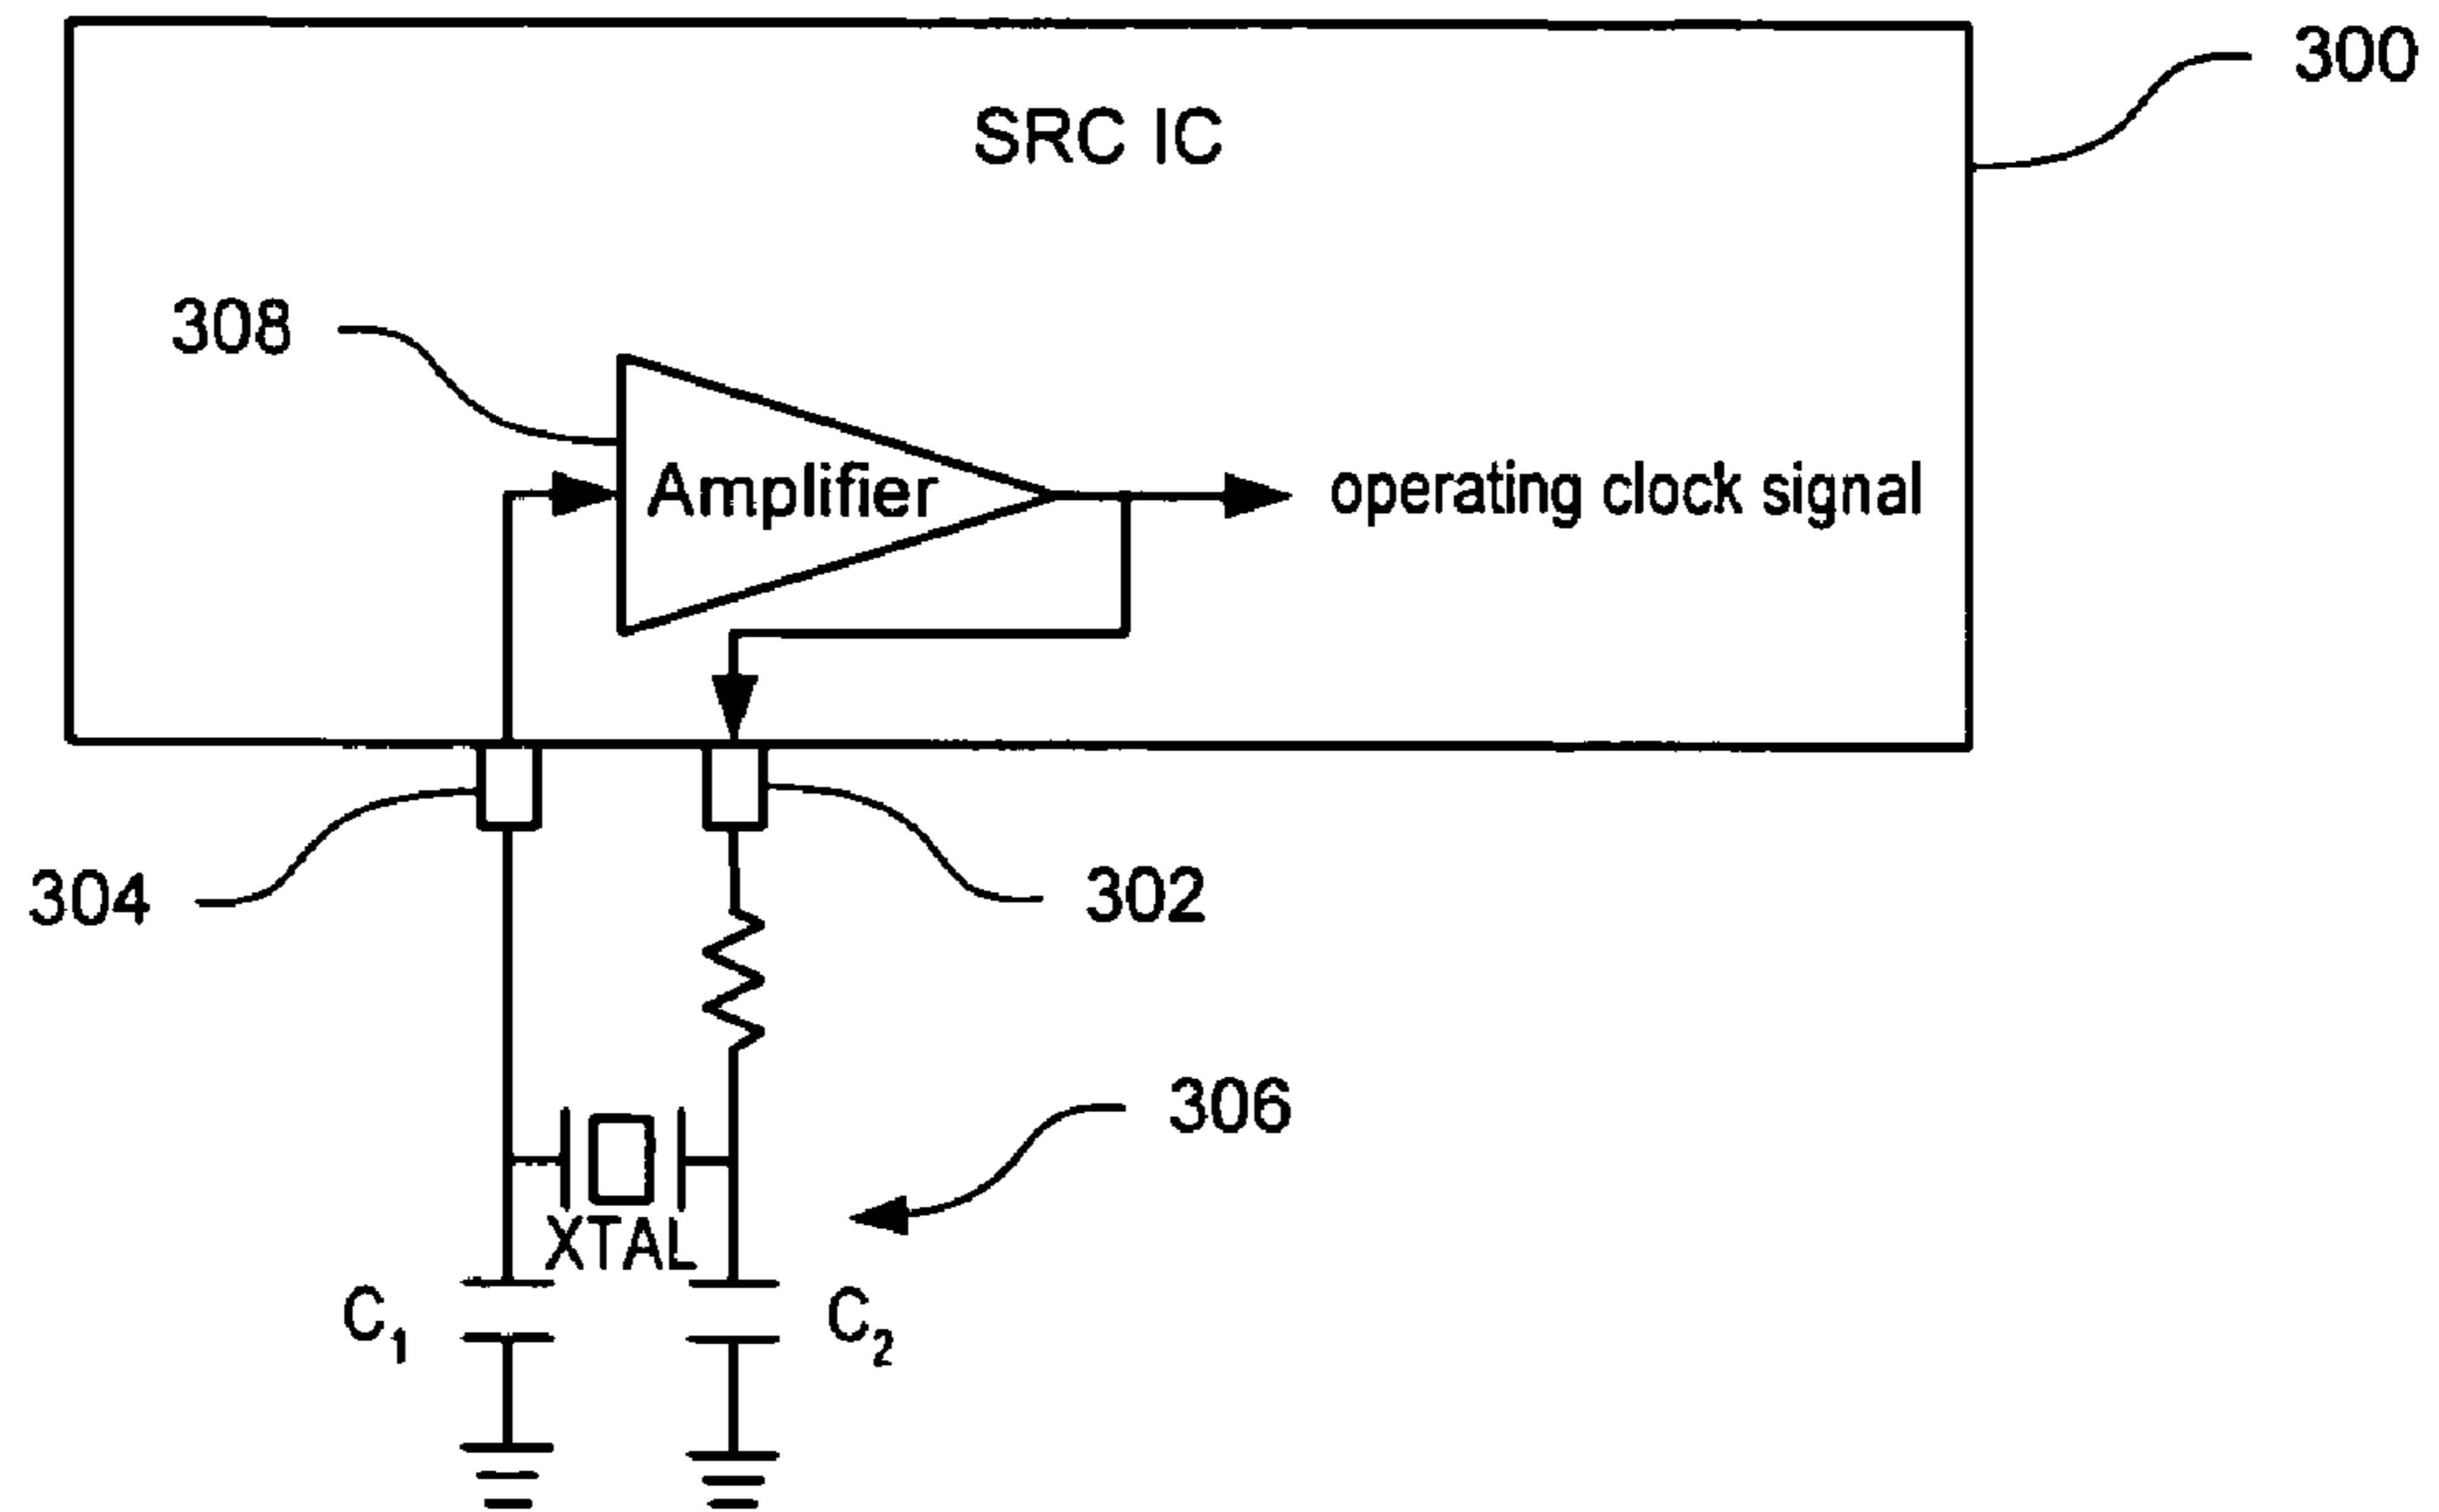 300
SRC IC
308
Amplifier
operating clock signal
304
302
306
XTAL
C1
C2